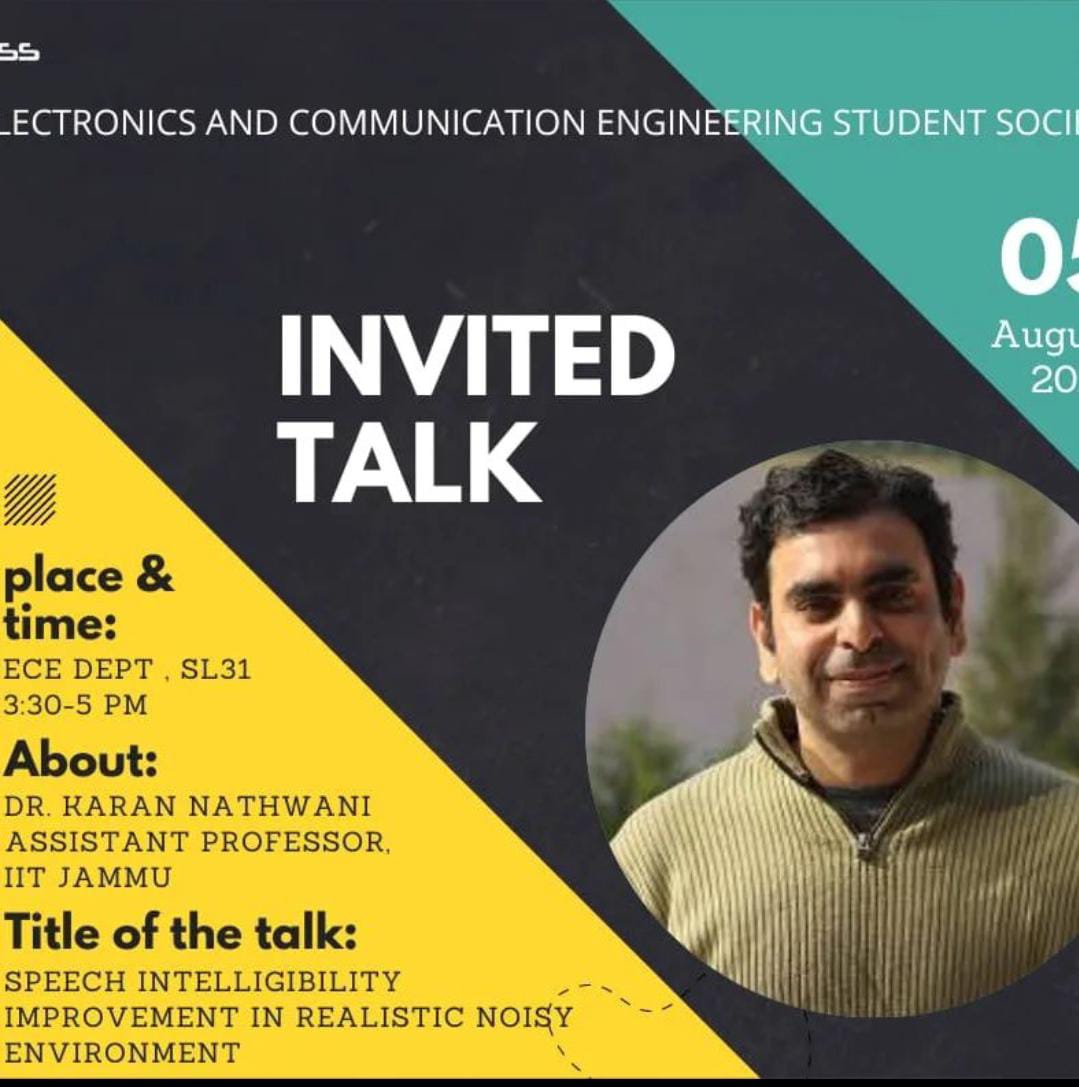 LECTRONICS AND COMMUNICATION ENGINEERING STUDENT SOCI
05
Augu
20
INVITED
TALK
place &
time:
ECE DEPT , SL31
3:30-5 PM
About:
DR. KARAN NATHWANI
ASSISTANT PROFESSOR,
IIT JAMMU
Title of the talk:
SPEECH INTELLIGIBILITY
IMPROVEMENT IN REALISTIC NOISY
ENVIRONMENT